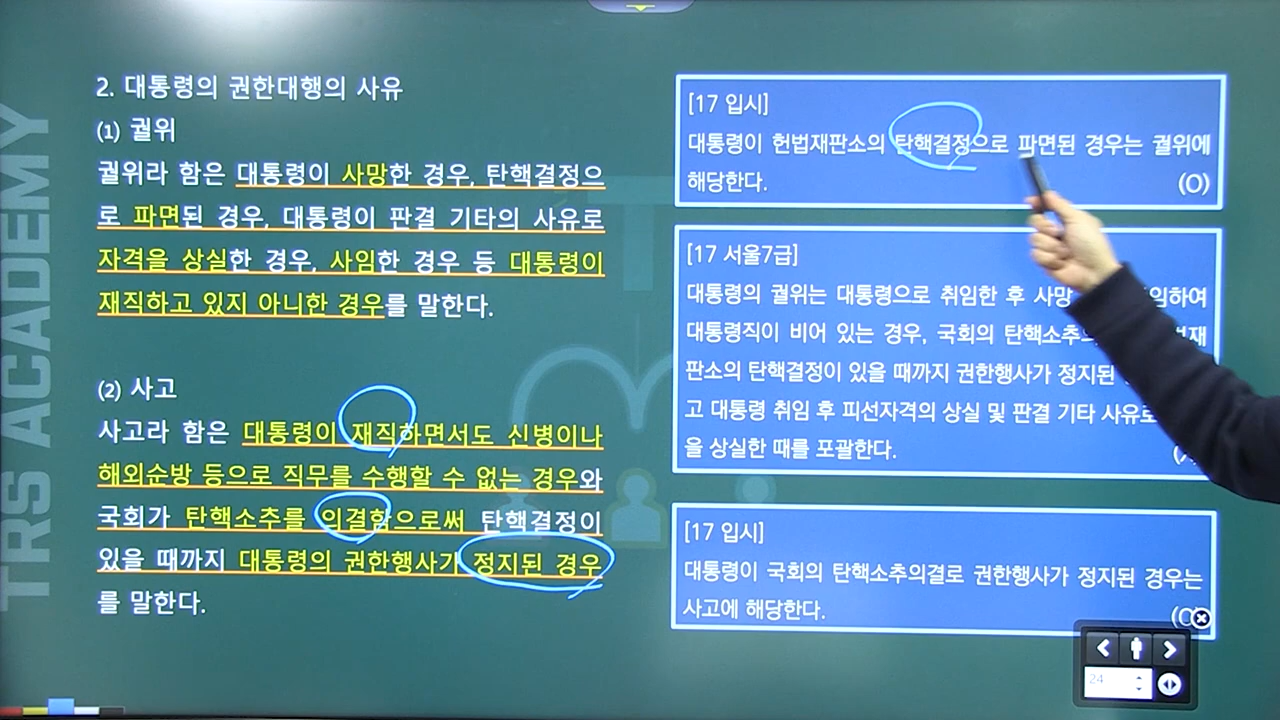 TRS ACADEMY
2. 대통령의 권한대행의 사유
(1) 궐위
궐위라 함은 대통령이 사망한 경우, 탄핵결정으
로 파면된 경우, 대통령이 판결 기타의 사유로
자격을 상실한 경우, 사임한 경우 등 대통령이
재직하고 있지 아니한 경우를 말한다.
(2) 사고
사고라 함은 대통령이 재직하면서도 신병이나
해외순방 등으로 직무를 수행할 수 없는 경우와
국회가 탄핵소추를 의결함으로써 탄핵결정이
있을 때까지 대통령의 권한행사가 정지된 경우
를 말한다.
[17 입시]
대통령이 헌법재판소의 탄핵결정으로 파면된 경우는 궐위에
해당한다. (O)
[17 서울7급]
대통령의 궐위는 대통령으로 취임한 후 사망
대통령직이 비어 있는 경우, 국회의
판소의 탄핵결정이 있을 때까지 권한행사가 정지된
고 대통령 취임 후 피선자격의 상실 및 판결 기타 사유로
을 상실한 때를 포괄한다.
[17 입시]
대통령이 국회의 탄핵소추의결로 권한행사가 정지된 경우는
사고에 해당한다.
24